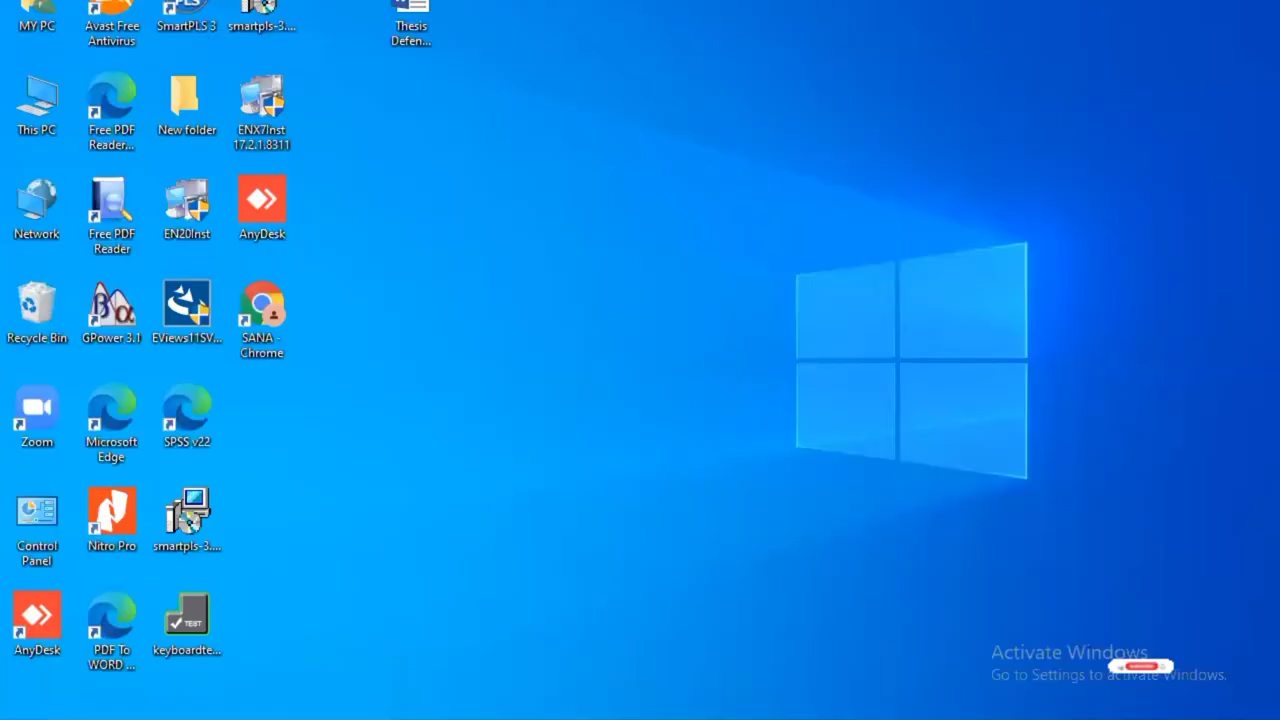 MY PC
Avast Free
Antivirus
SmartPLS 3
smartpls-3....
Thesis
Defen...
This PC
Free PDF
Reader...
New folder
ENX7Inst
17.2.1.8311
Network
Free PDF
Reader
EN20Inst
AnyDesk
Recycle Bin
GPower 3.1
EViews11SV...
SANA -
Chrome
Zoom
Microsoft
Edge
SPSS v22
Control
Panel
Nitro Pro
smartpls-3....
AnyDesk
PDF To
WORD ...
TEST
keyboardte...
Activate Windows
Go to Settings to activate Windows.